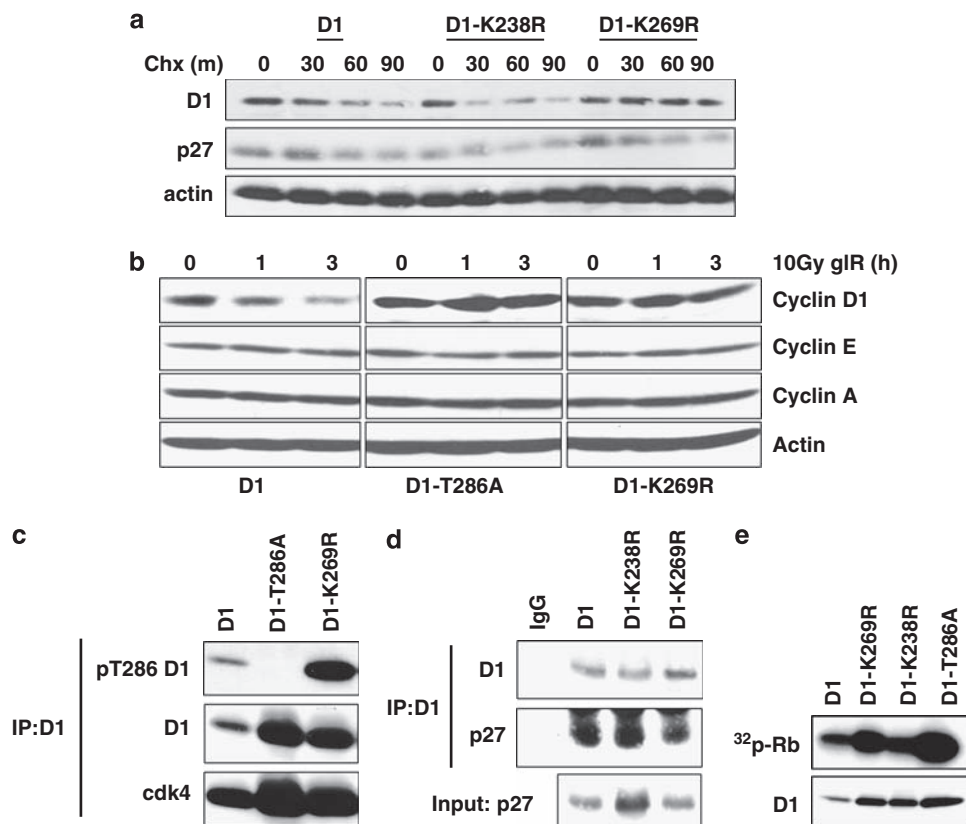 a
D1 D1-K238R D1-K269R
Chx (m) 0 30 60 90 0 30 60 90 0 30 60 90
D1
p27
actin
b
0 1 3 0 1 3 0 1 3 10Gy gIR (h)
Cyclin D1
Cyclin E
Cyclin A
Actin
D1 D1-T286A D1-K269R
c
D1 D1-T286A D1-K269R
IP:D1
pT286 D1
D1
cdk4
d
IgG D1 D1-K238R D1-K269R
IP:D1
D1
p27
Input: p27
e
D1 D1-K269R D1-K238R D1-T286A
³²p-Rb
D1